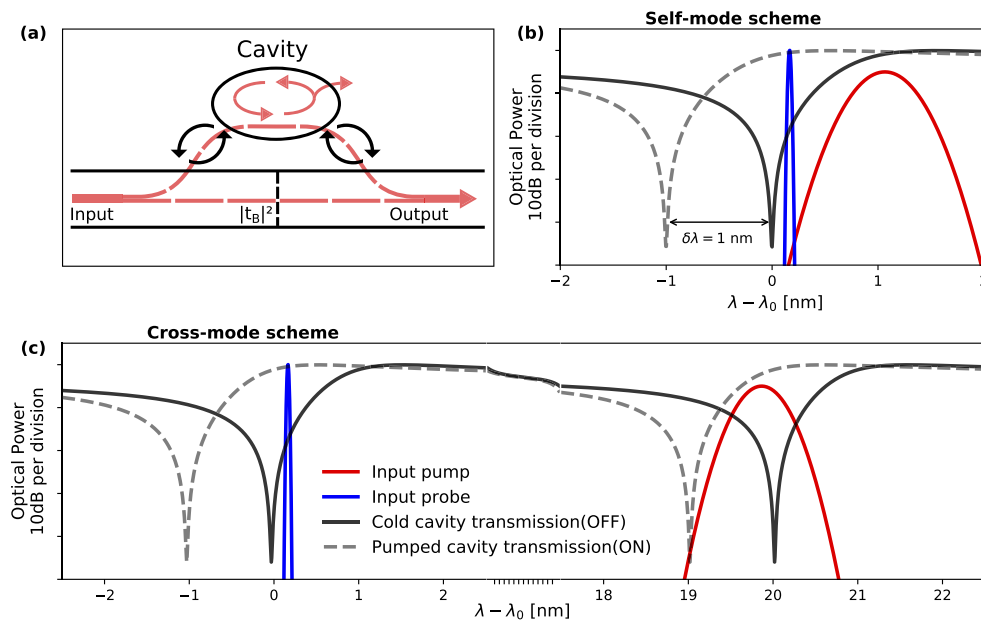 (a)
Cavity
Input
|t_B|²
Output
Self-mode scheme
(b)
Optical Power
10dB per division
δλ = 1 nm
−2
−1
0
1
λ − λ₀ [nm]
Cross-mode scheme
(c)
Optical Power
10dB per division
Input pump
Input probe
Cold cavity transmission(OFF)
Pumped cavity transmission(ON)
−2 −1 0 1 2 18 19 20 21 22
λ − λ₀ [nm]